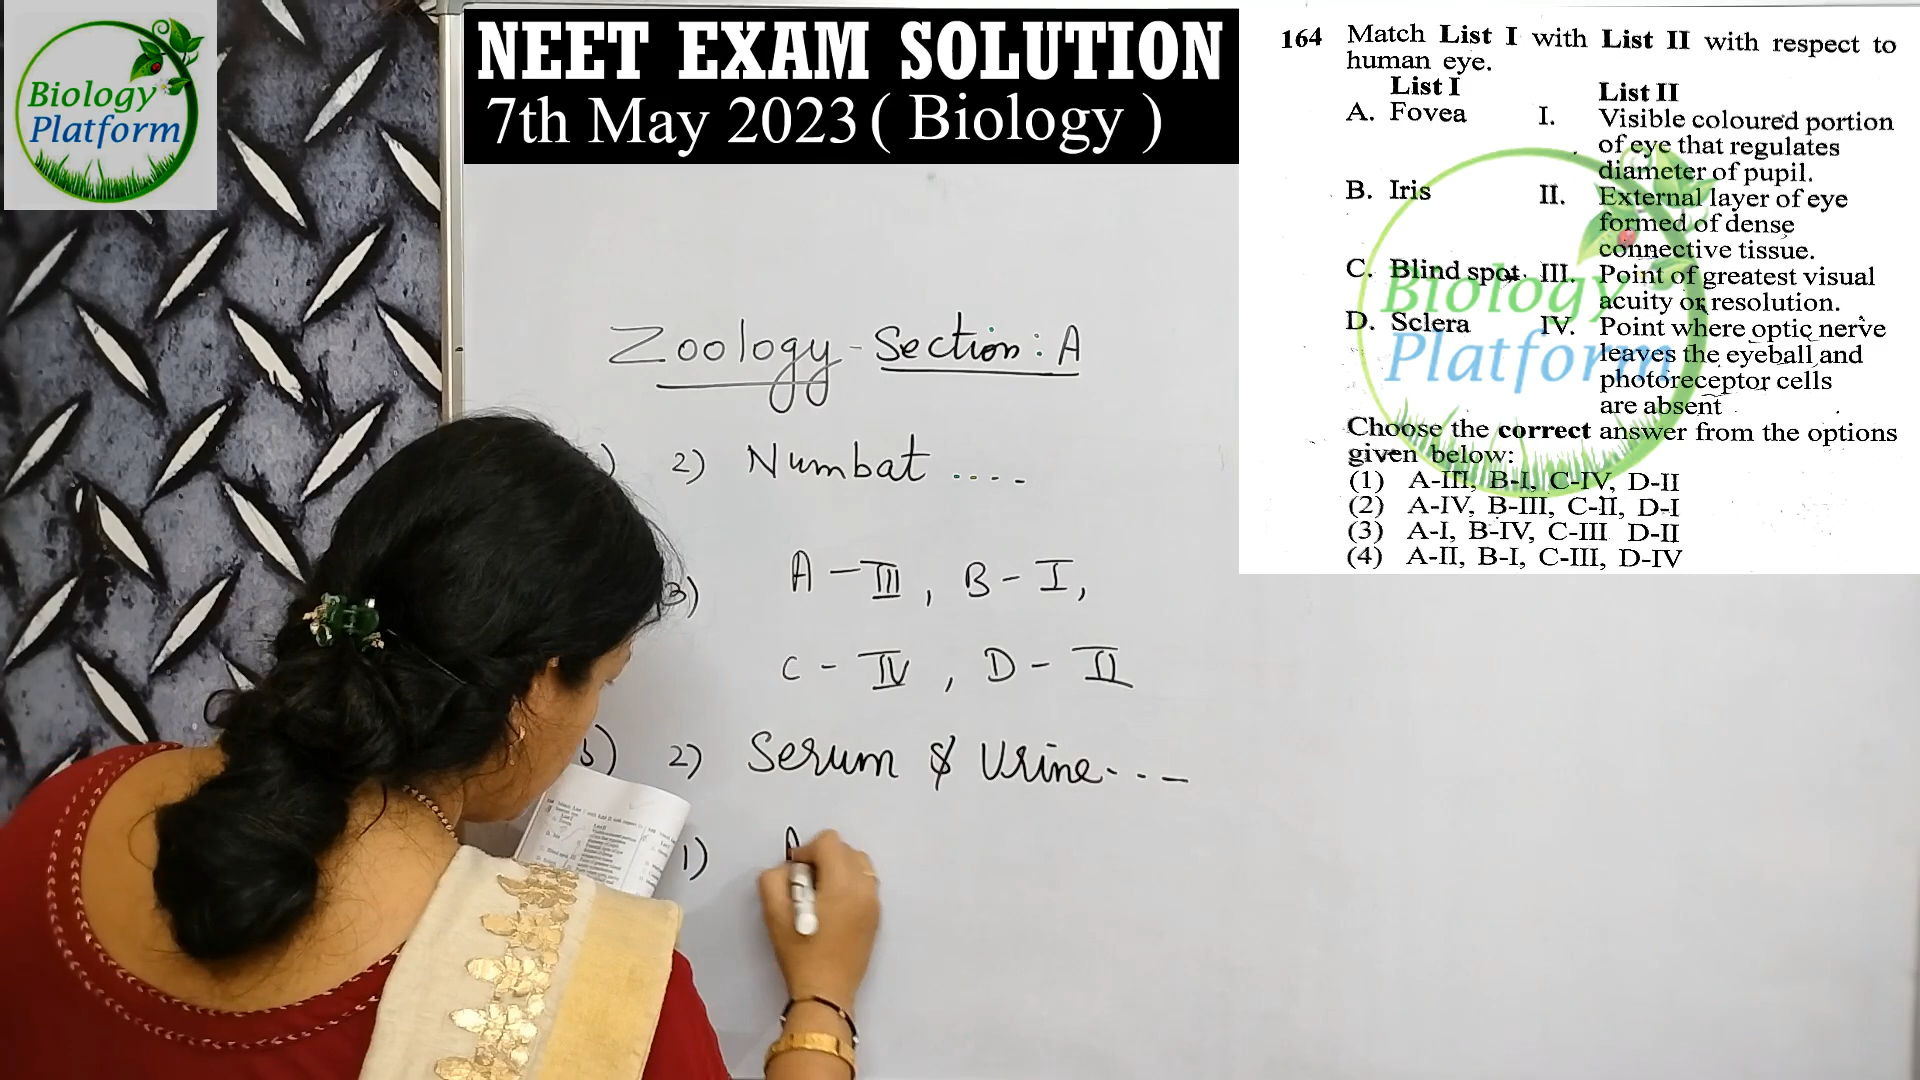 Biology
Platform
NEET EXAM SOLUTION
7th May 2023 ( Biology )
164 Match List I with List II with respect to
human eye.
List I List II
A. Fovea I. Visible coloured portion
of eye that regulates
diameter of pupil.
B. Iris II. External layer of eye
formed of dense
connective tissue.
C. Blind spot III. Point of greatest visual
acuity or resolution.
D. Sclera IV. Point where optic nerve
leaves the eyeball and
photoreceptor cells
are absent
Choose the correct answer from the options
given below:
(1) A-III, B-I, C-IV, D-II
(2) A-IV, B-III, C-II, D-I
(3) A-I, B-IV, C-III D-II
(4) A-II, B-I, C-III, D-IV
Biology
Platform
Zoology - Section : A
2) Numbat ....
3) A - III, B - I,
C - IV, D - II
2) Serum & Urine....
1) A